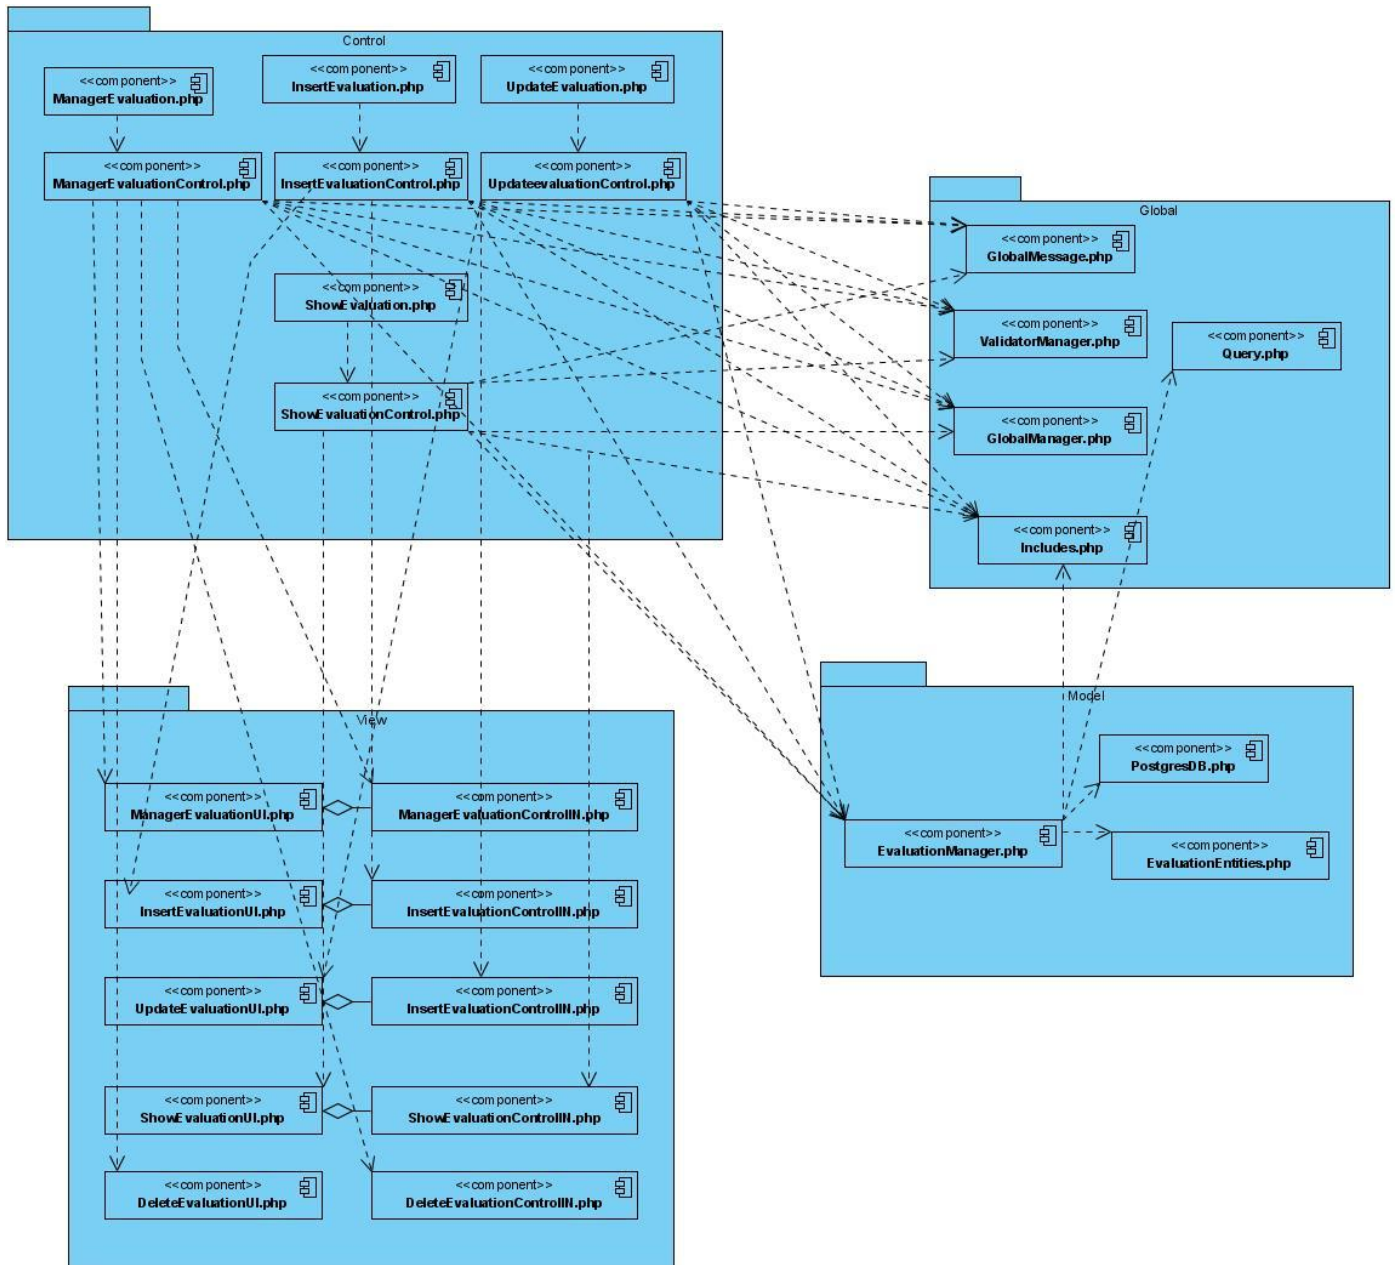 Control
<<component>>
ManagerEvaluation.php
<<component>>
InsertEvaluation.php
<<component>>
UpdateEvaluation.php
<<component>>
ManagerEvaluationControl.php
<<component>>
InsertEvaluationControl.php
<<component>>
UpdateevaluationControl.php
<<component>>
ShowEvaluation.php
<<component>>
ShowEvaluationControl.php
Global
<<component>>
GlobalMessage.php
<<component>>
ValidatorManager.php
<<component>>
Query.php
<<component>>
GlobalManager.php
<<component>>
Includes.php
View
<<component>>
ManagerEvaluationUI.php
<<component>>
ManagerEvaluationControlIN.php
<<component>>
InsertEvaluationUI.php
<<component>>
InsertEvaluationControlIN.php
<<component>>
UpdateEvaluationUI.php
<<component>>
InsertEvaluationControlIN.php
<<component>>
ShowEvaluationUI.php
<<component>>
ShowEvaluationControlIN.php
<<component>>
DeleteEvaluationUI.php
<<component>>
DeleteEvaluationControlIN.php
Model
<<component>>
PostgresDB.php
<<component>>
EvaluationManager.php
<<component>>
EvaluationEntities.php